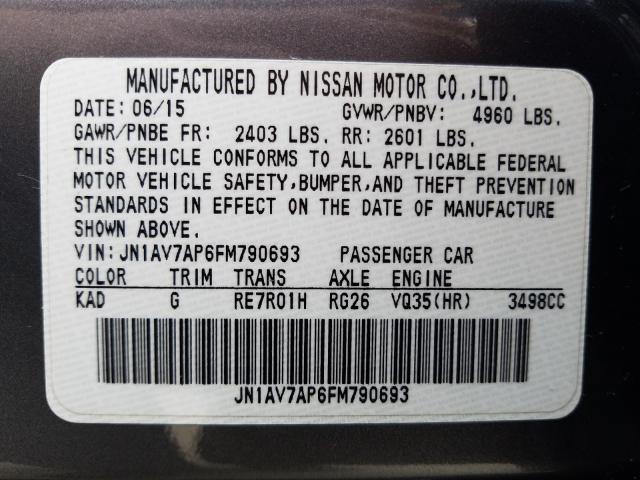 MANUFACTURED BY NISSAN MOTOR CO.,LTD.
DATE: 06/15 GVWR/PNBV: 4960 LBS.
GAWR/PNBE FR: 2403 LBS. RR: 2601 LBS.
THIS VEHICLE CONFORMS TO ALL APPLICABLE FEDERAL
MOTOR VEHICLE SAFETY,BUMPER,AND THEFT PREVENTION
STANDARDS IN EFFECT ON THE DATE OF MANUFACTURE
SHOWN ABOVE.
VIN:JN1AV7AP6FM790693 PASSENGER CAR
COLOR TRIM TRANS AXLE ENGINE
KAD G RE7R01H RG26 VQ35(HR) 3498CC
JN1AV7AP6FM790693